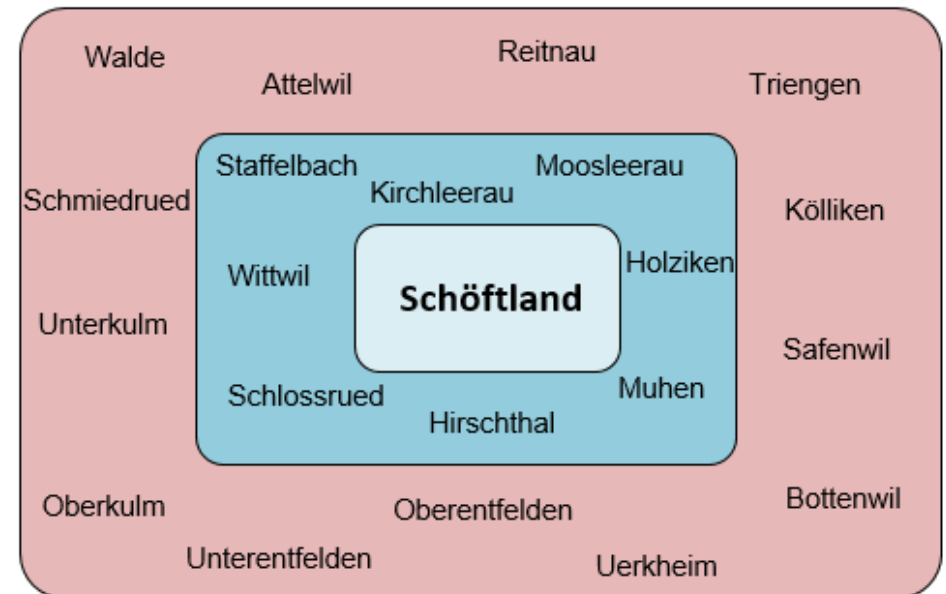 Walde
Reitnau
Attelwil
Triengen
Staffelbach
Moosleerau
Kirchleerau
Schmiedrued
Kölliken
Wittwil
Holziken
Schöftland
Unterkulm
Safenwil
Schlossrued
Muhen
Hirschthal
Oberkulm
Oberentfelden
Bottenwil
Unterentfelden
Uerkheim